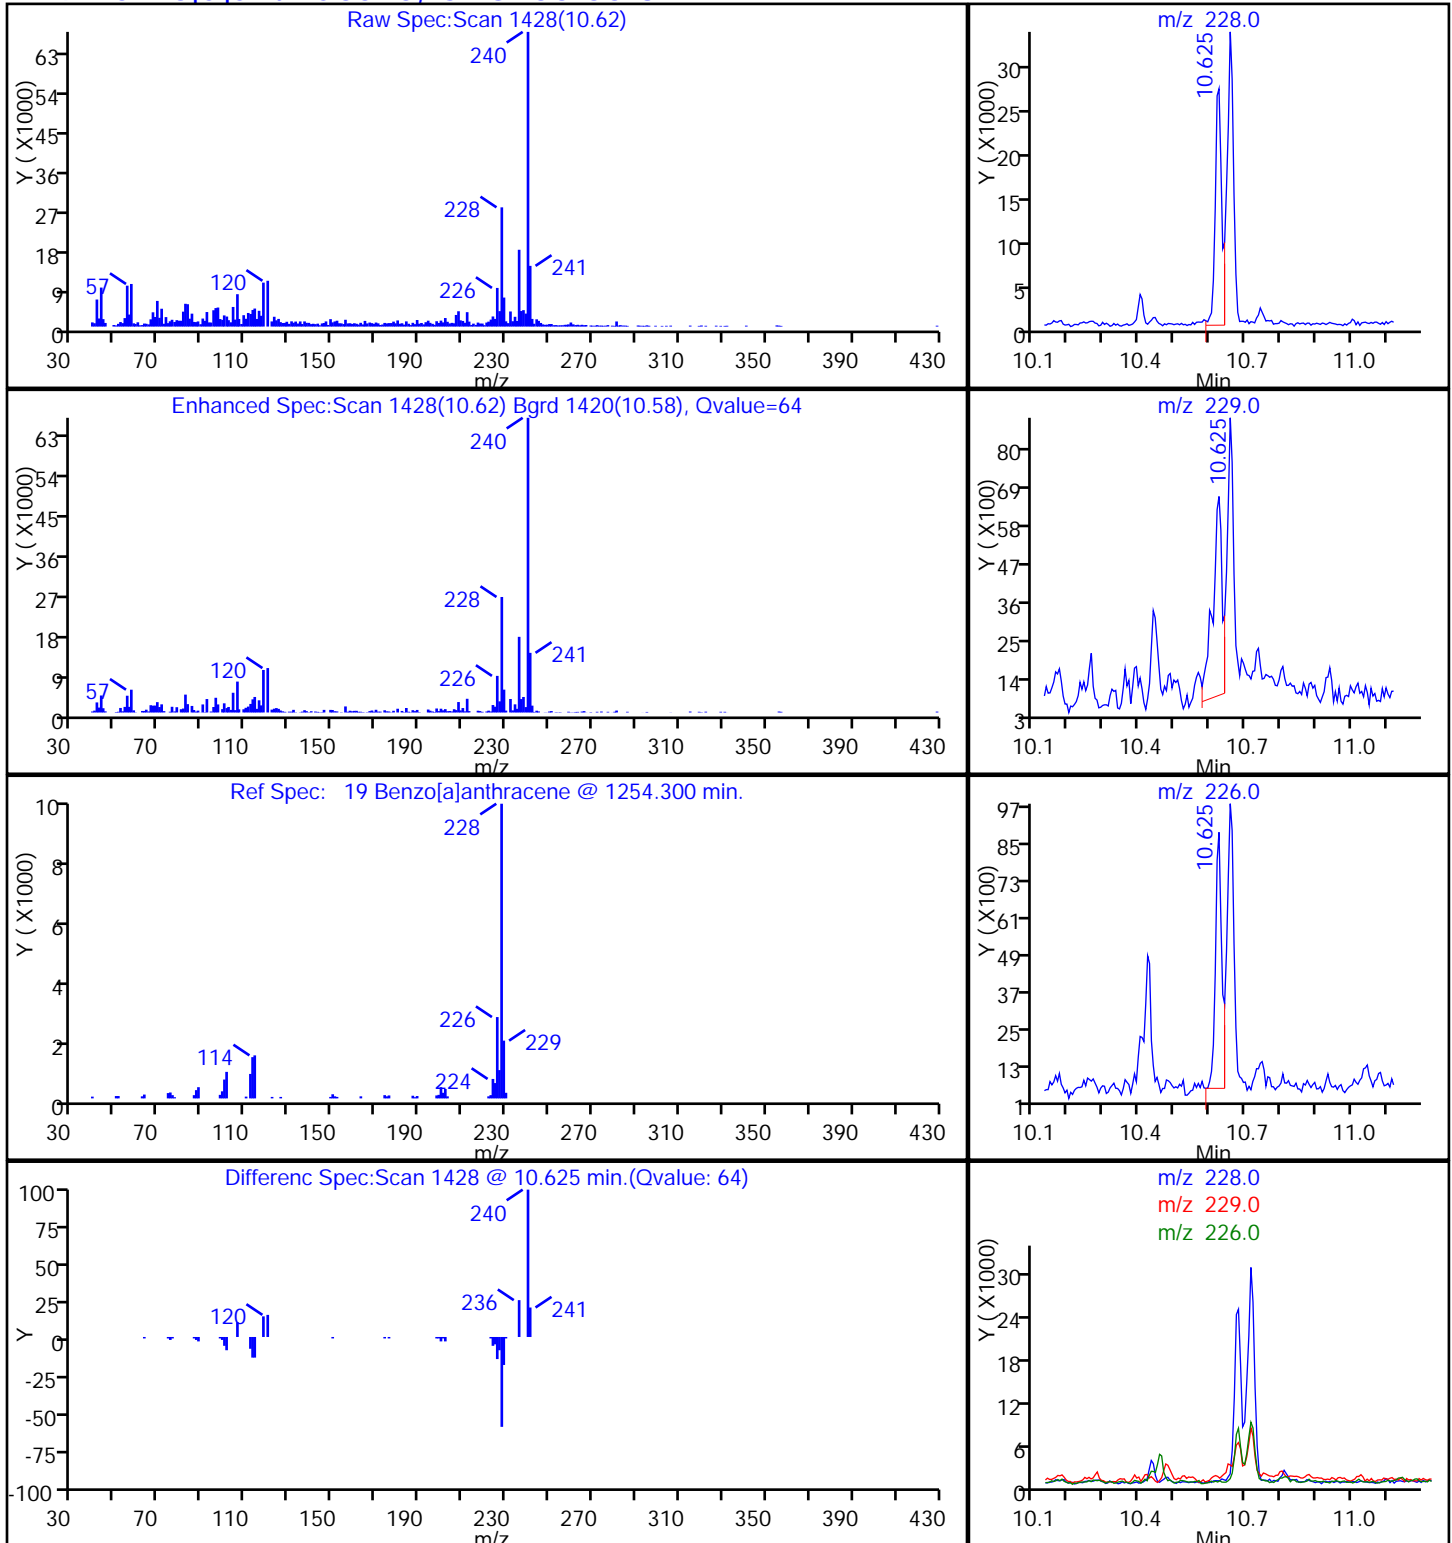 Raw Spec:Scan 1428(10.62)
Y ( X1000)
63
54
45
36
27
18
9
0
240
228
241
226
120
57
30 70 110 150 190 230 270 310 350 390 430
m/z
m/z 228.0
Y ( X1000)
30
25
20
15
10
5
0
10.625
10.1 10.4 10.7 11.0
Min
Enhanced Spec:Scan 1428(10.62) Bgrd 1420(10.58), Qvalue=64
Y ( X1000)
63
54
45
36
27
18
9
0
240
228
241
226
120
57
30 70 110 150 190 230 270 310 350 390 430
m/z
m/z 229.0
Y ( X100)
80
69
58
47
36
25
14
3
10.625
10.1 10.4 10.7 11.0
Min
Ref Spec: 19 Benzo[a]anthracene @ 1254.300 min.
Y ( X1000)
10
8
6
4
2
0
228
226
229
224
114
30 70 110 150 190 230 270 310 350 390 430
m/z
m/z 226.0
Y ( X100)
97
85
73
61
49
37
25
13
1
10.625
10.1 10.4 10.7 11.0
Min
Differenc Spec:Scan 1428 @ 10.625 min.(Qvalue: 64)
Y
100
75
50
25
0
-25
-50
-75
-100
240
236
241
120
30 70 110 150 190 230 270 310 350 390 430
m/z
m/z 228.0
m/z 229.0
m/z 226.0
Y ( X1000)
30
24
18
12
6
0
10.1 10.4 10.7 11.0
Min